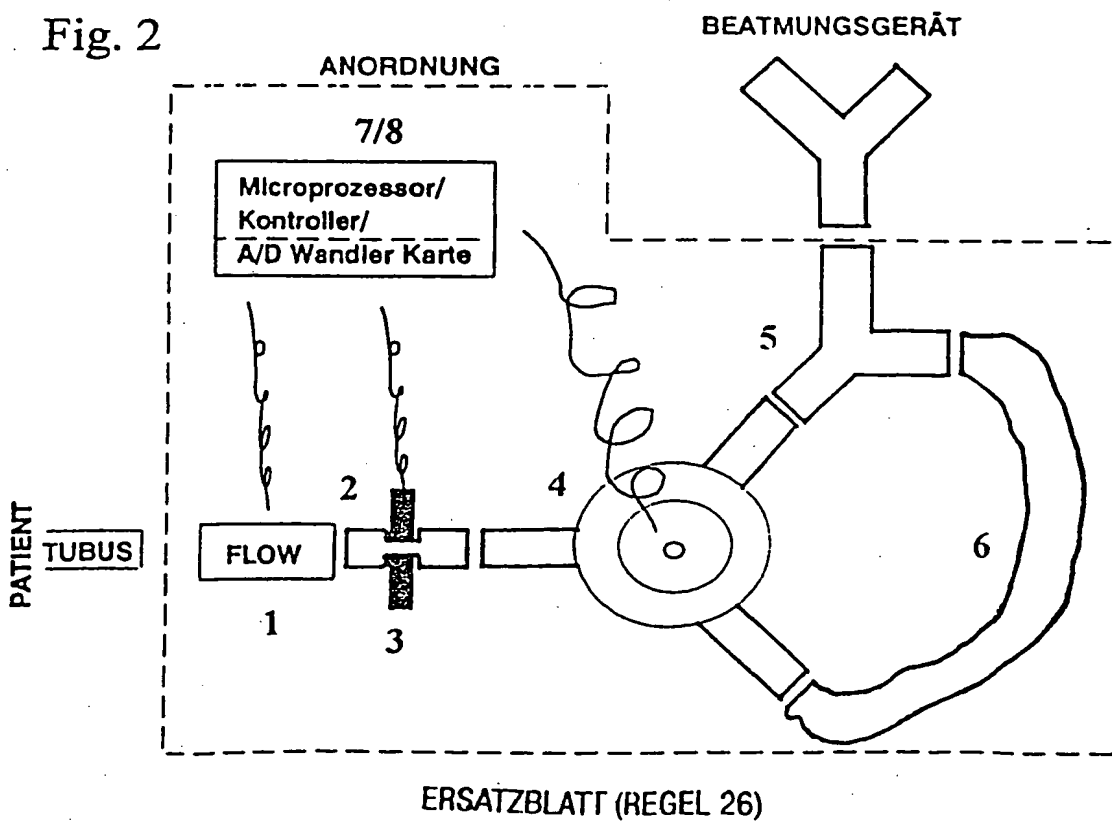 Fig. 2
BEATMUNGSGERÄT
ANORDNUNG
7/8
Microprozessor/
Kontroller/
A/D Wandler Karte
5
2
4
PATIENT
TUBUS
FLOW
6
1
3
ERSATZBLATT (REGEL 26)